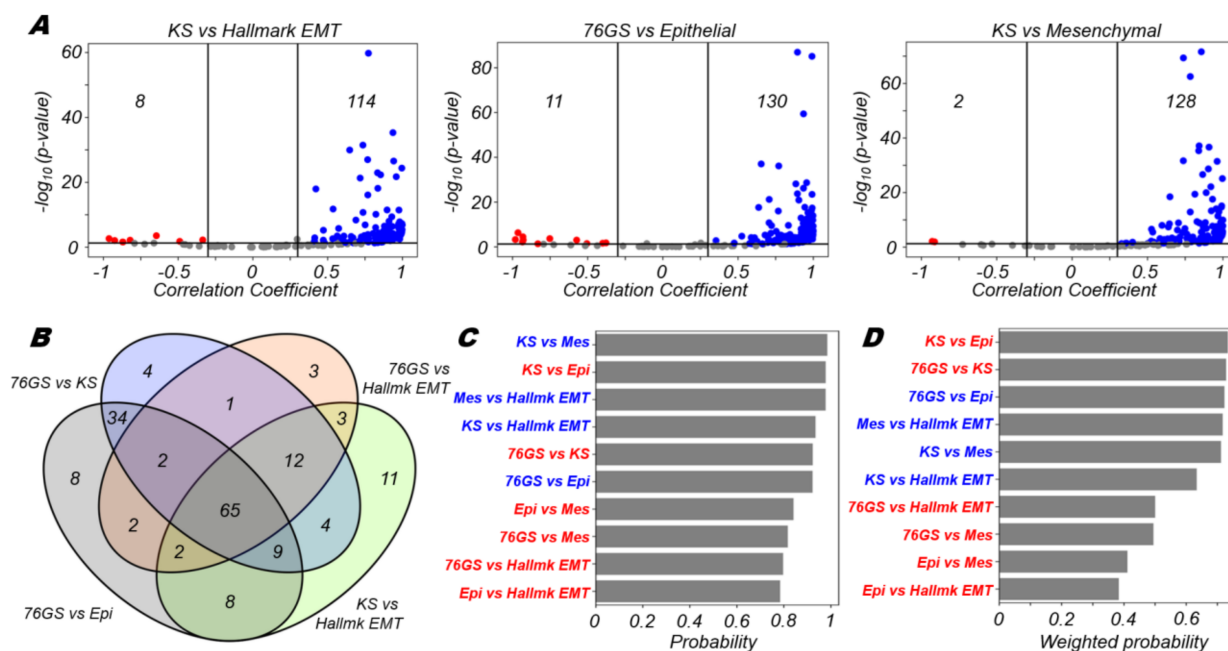 A
KS vs Hallmark EMT
-log10 (p-value)
60
40
20
0
8
114
-1
-0.5
0
0.5
1
Correlation Coefficient
76GS vs Epithelial
-log10 (p-value)
80
60
40
20
0
11
130
-1
-0.5
0
0.5
1
Correlation Coefficient
KS vs Mesenchymal
-log10 (p-value)
60
40
20
0
2
128
-1
-0.5
0
0.5
1
Correlation Coefficient
B
76GS vs KS
76GS vs
Hallmk EMT
76GS vs Epi
KS vs
Hallmk EMT
4
3
34
1
3
8
2
12
11
2
65
4
2
9
8
C
KS vs Mes
KS vs Epi
Mes vs Hallmk EMT
KS vs Hallmk EMT
76GS vs KS
76GS vs Epi
Epi vs Mes
76GS vs Mes
76GS vs Hallmk EMT
Epi vs Hallmk EMT
0
0.2
0.4
0.6
0.8
1
Probability
D
KS vs Epi
76GS vs KS
76GS vs Epi
Mes vs Hallmk EMT
KS vs Mes
KS vs Hallmk EMT
76GS vs Hallmk EMT
76GS vs Mes
Epi vs Mes
Epi vs Hallmk EMT
0
0.2
0.4
0.6
Weighted probability